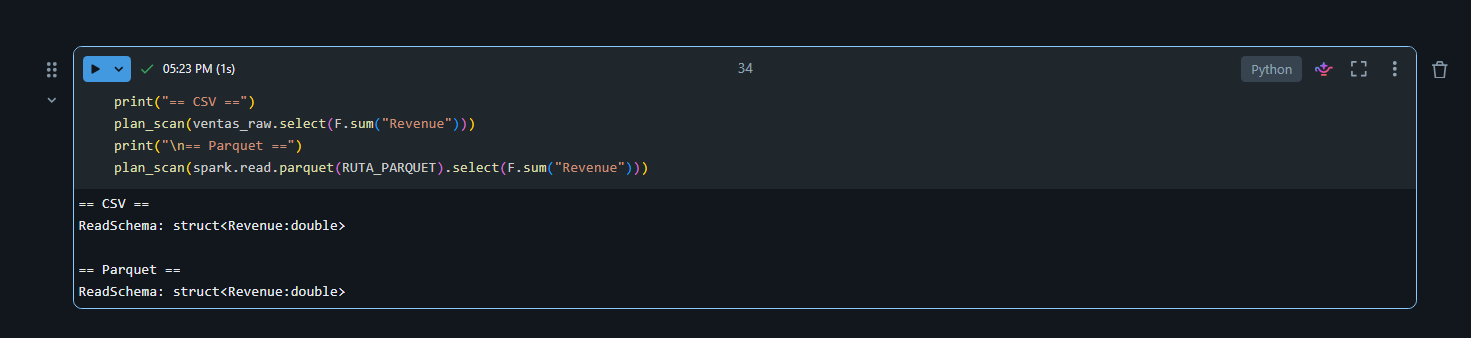 05:23 PM (1s)
34
Python
print("== CSV ==")
plan_scan(ventas_raw.select(F.sum("Revenue")))
print("\n== Parquet ==")
plan_scan(spark.read.parquet(RUTA_PARQUET).select(F.sum("Revenue")))
== CSV ==
ReadSchema: struct<Revenue:double>
== Parquet ==
ReadSchema: struct<Revenue:double>